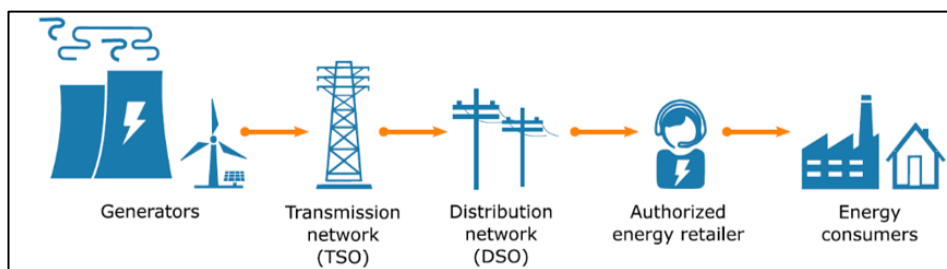 Generators
Transmission
network
(TSO)
Distribution
network
(DSO)
Authorized
energy retailer
Energy
consumers